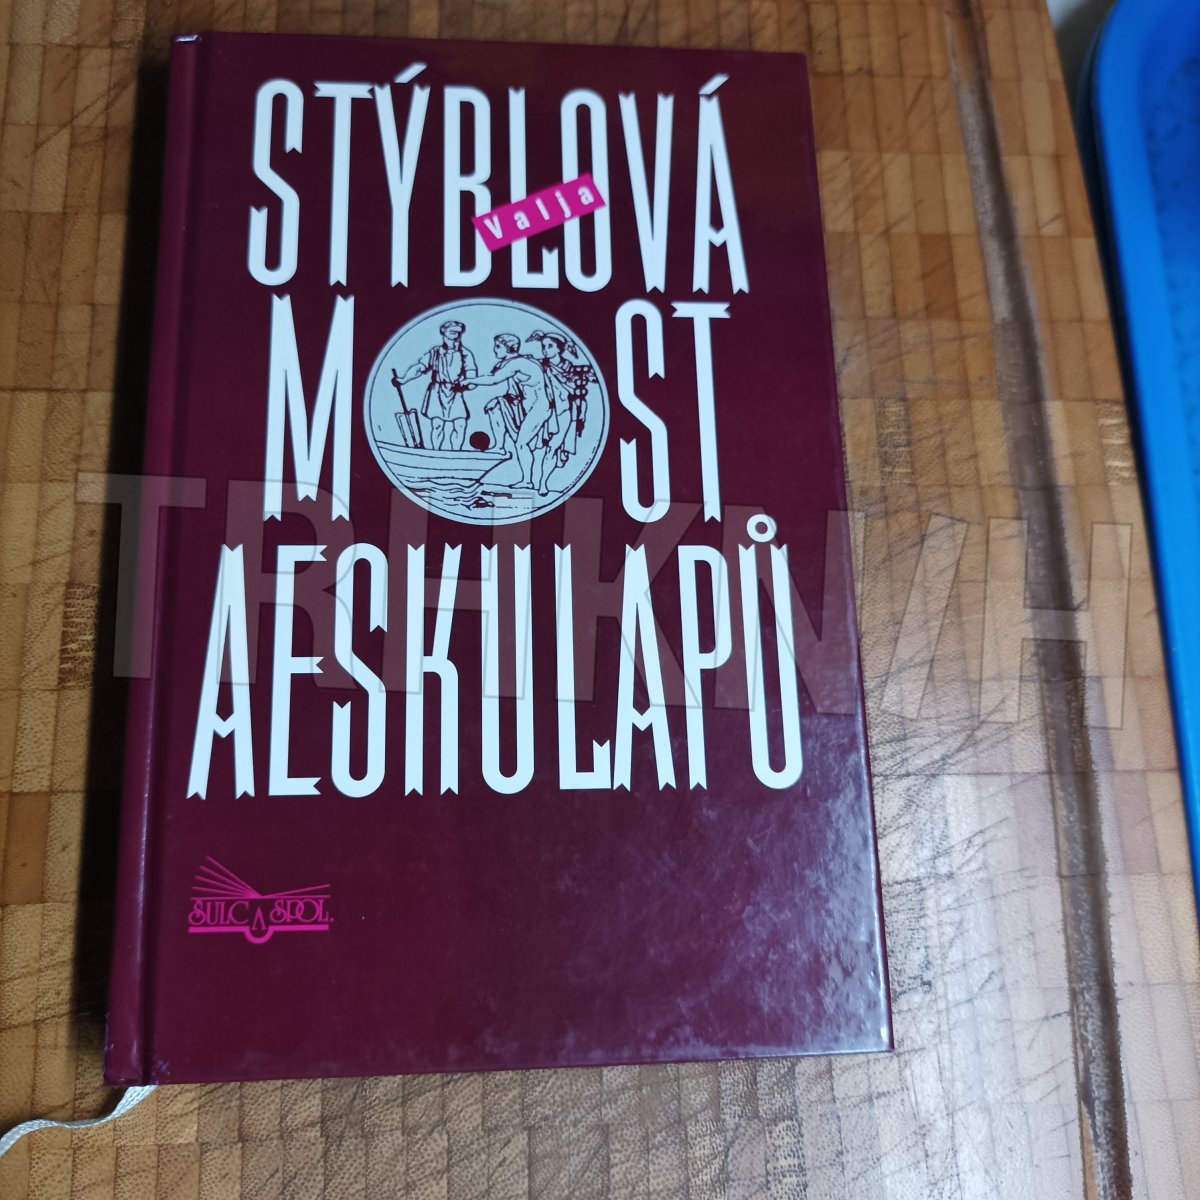 STÝBLOVÁ
Valja
MOST
AESKULAPŮ
ŠULC A SPOL.
TRHKNIH